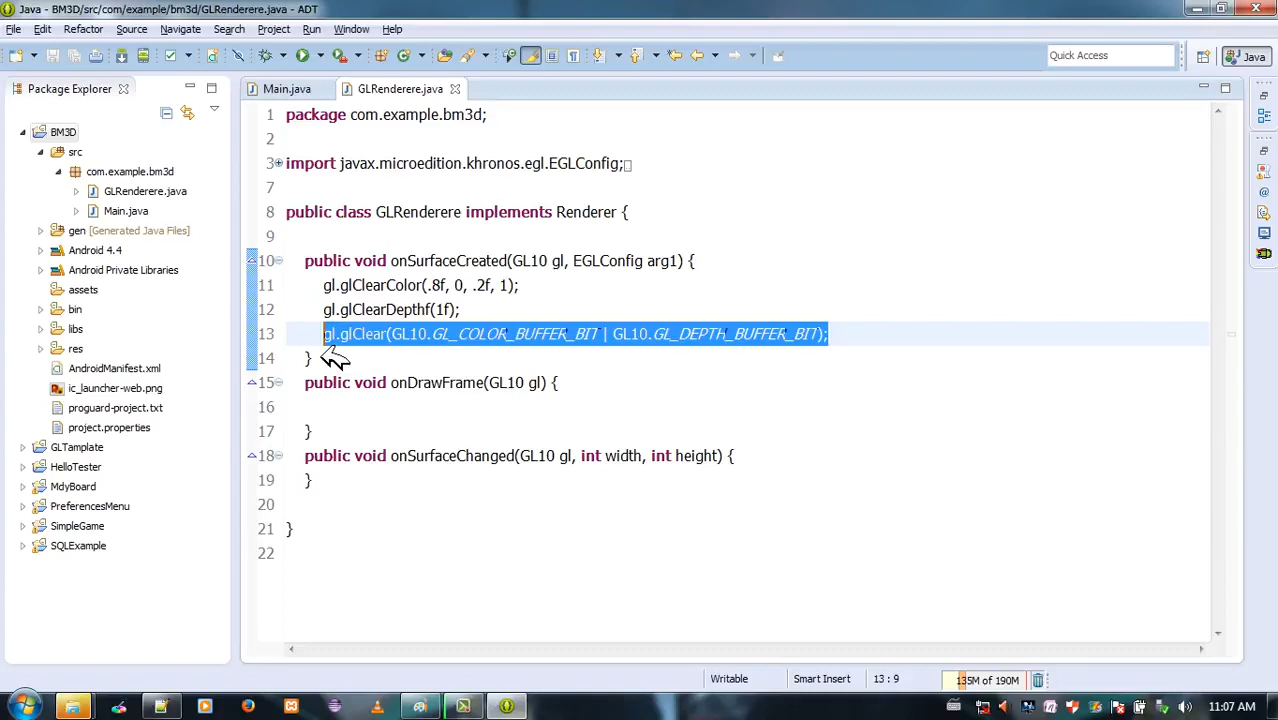 Java - BM3D/src/com/example/bm3d/GLRenderere.java - ADT
File Edit Refactor Source Navigate Search Project Run Window Help
Quick Access
Java
Package Explorer
Main.java
GLRenderere.java
BM3D
src
com.example.bm3d
GLRenderere.java
Main.java
gen [Generated Java Files]
Android 4.4
Android Private Libraries
assets
bin
libs
res
AndroidManifest.xml
ic_launcher-web.png
proguard-project.txt
project.properties
GLTamplate
HelloTester
MdyBoard
PreferencesMenu
SimpleGame
SQLExample
1 package com.example.bm3d;
2
3 import javax.microedition.khronos.egl.EGLConfig;
7
8 public class GLRenderere implements Renderer {
9
10 public void onSurfaceCreated(GL10 gl, EGLConfig arg1) {
11 gl.glClearColor(.8f, 0, .2f, 1);
12 gl.glClearDepthf(1f);
13 gl.glClear(GL10.GL_COLOR_BUFFER_BIT | GL10.GL_DEPTH_BUFFER_BIT);
14 }
15 public void onDrawFrame(GL10 gl) {
16
17 }
18 public void onSurfaceChanged(GL10 gl, int width, int height) {
19 }
20
21 }
22
Writable
Smart Insert
13 : 9
135M of 190M
11:07 AM